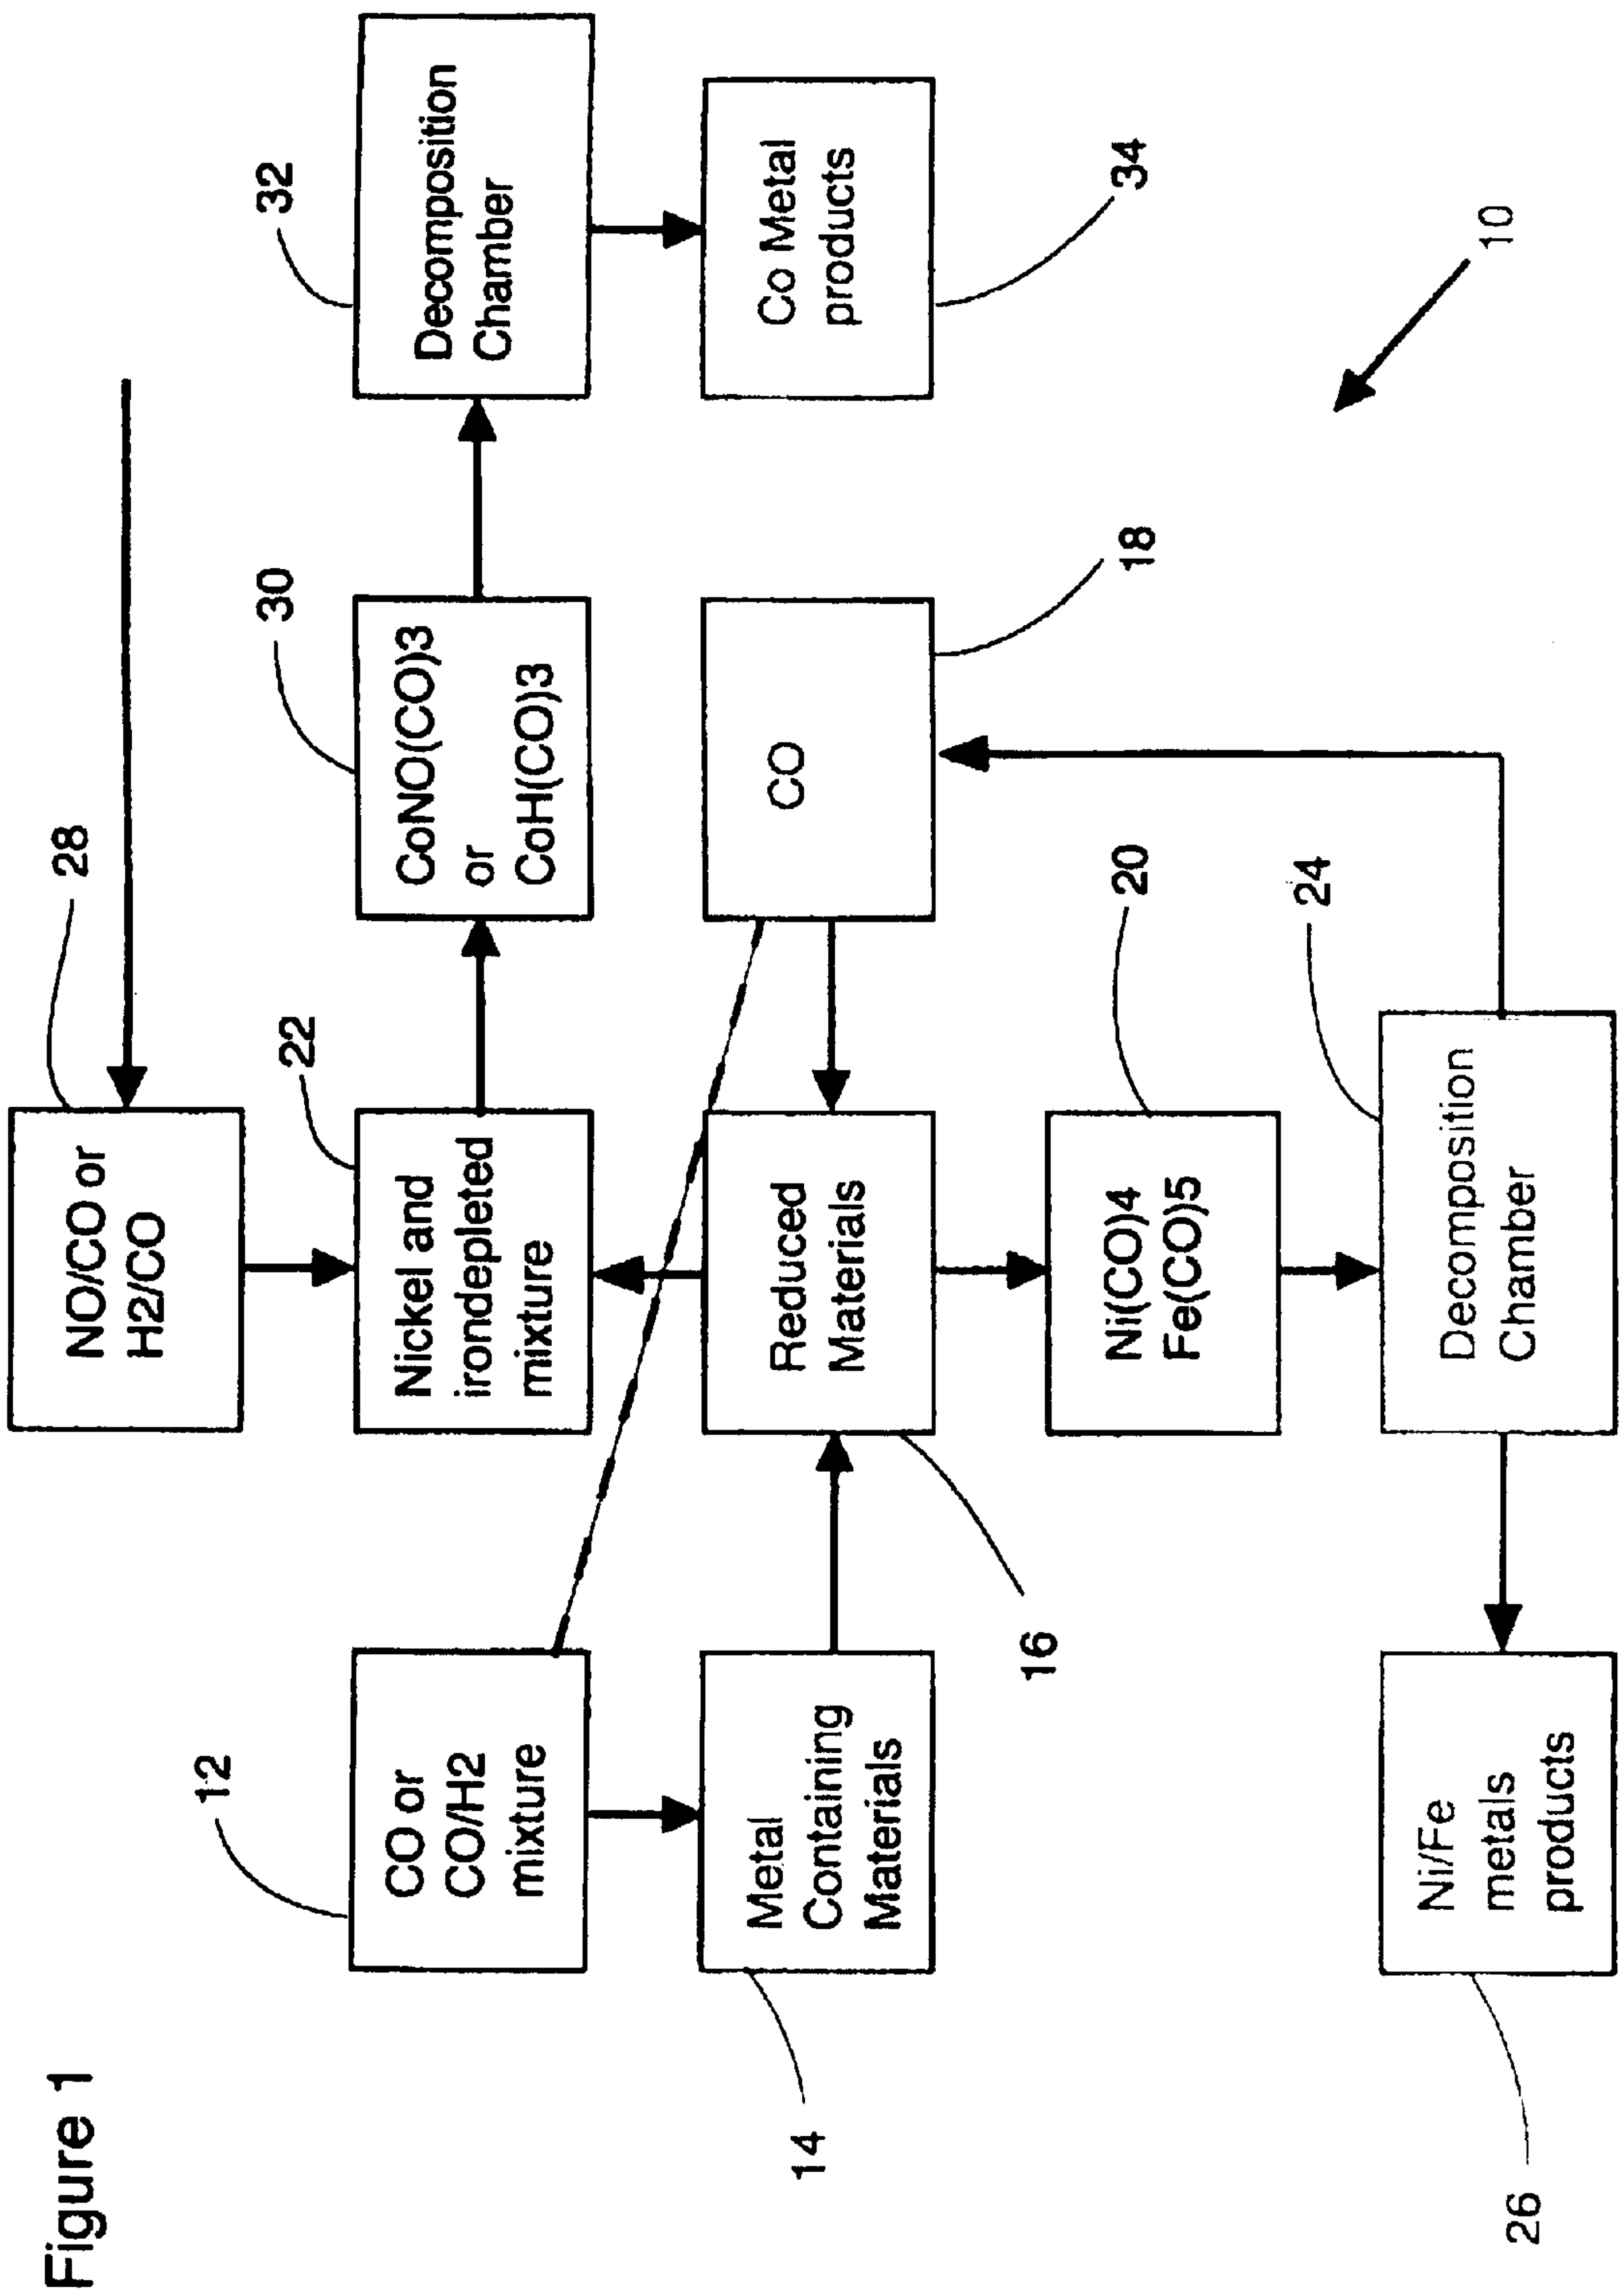 Figure 1
28
NO/CO or
H2/CO
12
CO or
CO/H2
mixture
22
Nickel and
irondepleted
mixture
30
CoNO(CO)3
or
CoH(CO)3
32
Decomposition
Chamber
14
Metal
Containing
Materials
16
Reduced
Materials
18
CO
34
Co Metal
products
20
Ni(CO)4
Fe(CO)5
10
26
Ni/Fe
metals
products
24
Decomposition
Chamber